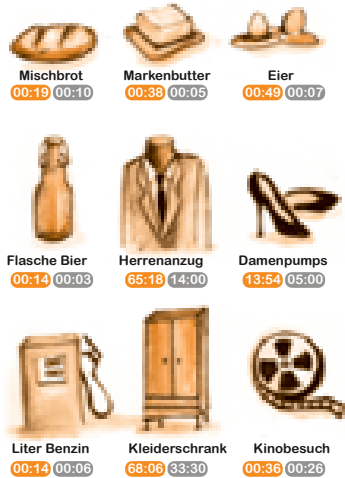 Mischbrot Markenbutter Eier
00:19 00:10 00:38 00:05 00:49 00:07
Flasche Bier Herrenanzug Damenpumps
00:14 00:03 65:18 14:00 13:54 05:00
Liter Benzin Kleiderschrank Kinobesuch
00:14 00:06 68:06 33:30 00:36 00:26